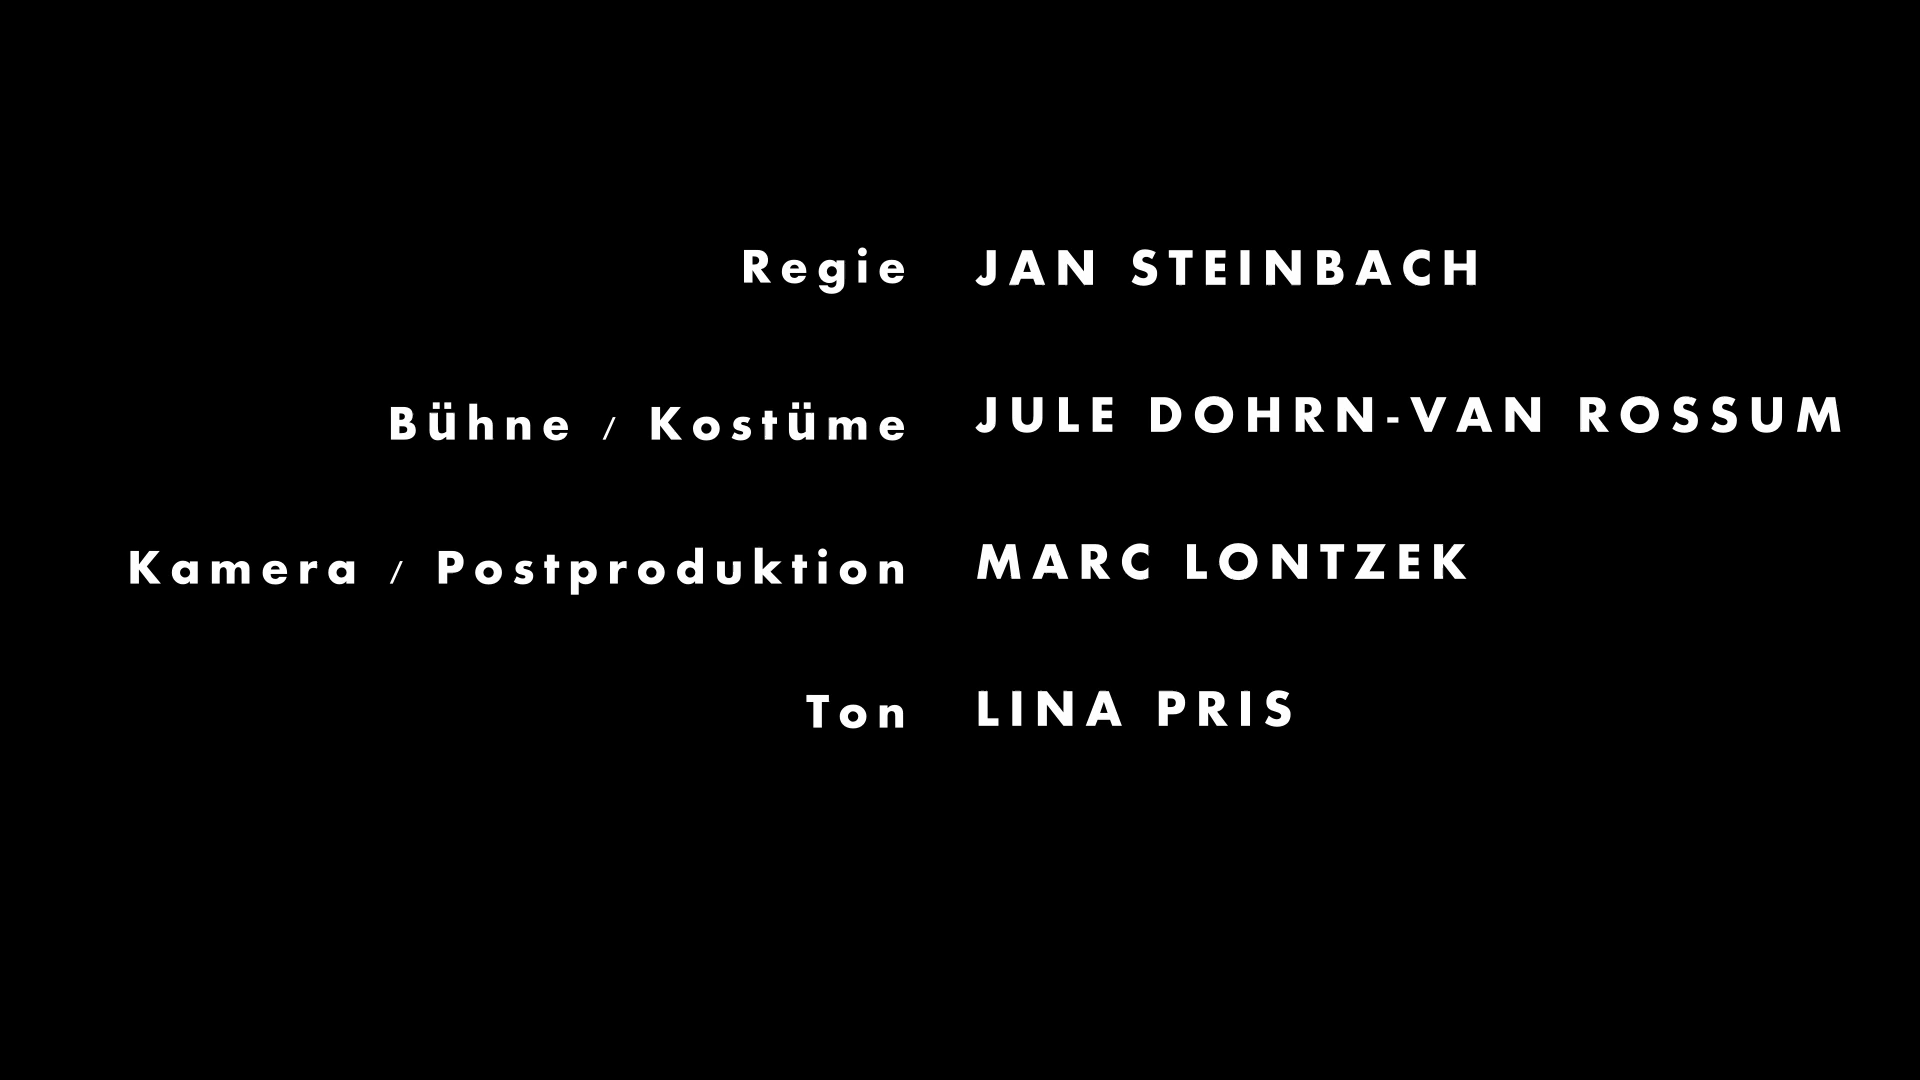 Regie JAN STEINBACH
Bühne / Kostüme JULE DOHRN-VAN ROSSUM
Kamera / Postproduktion MARC LONTZEK
Ton LINA PRIS